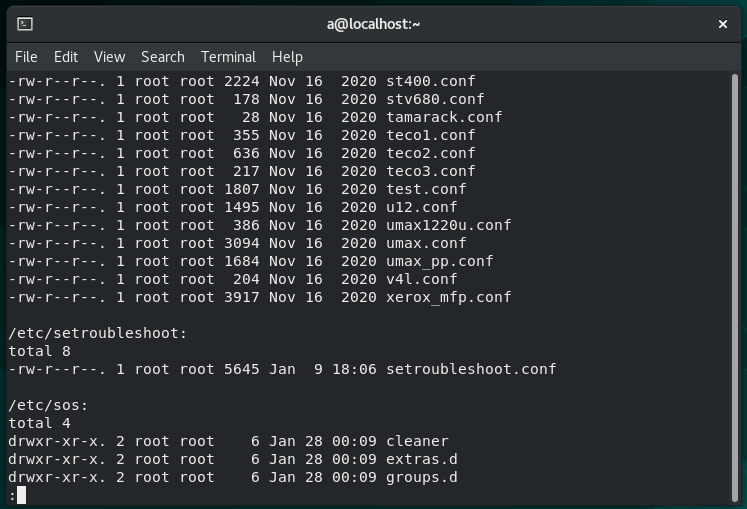 a@localhost:~
File Edit View Search Terminal Help
-rw-r--r--. 1 root root 2224 Nov 16  2020 st400.conf
-rw-r--r--. 1 root root  178 Nov 16  2020 stv680.conf
-rw-r--r--. 1 root root   28 Nov 16  2020 tamarack.conf
-rw-r--r--. 1 root root  355 Nov 16  2020 teco1.conf
-rw-r--r--. 1 root root  636 Nov 16  2020 teco2.conf
-rw-r--r--. 1 root root  217 Nov 16  2020 teco3.conf
-rw-r--r--. 1 root root 1807 Nov 16  2020 test.conf
-rw-r--r--. 1 root root 1495 Nov 16  2020 u12.conf
-rw-r--r--. 1 root root  386 Nov 16  2020 umax1220u.conf
-rw-r--r--. 1 root root 3094 Nov 16  2020 umax.conf
-rw-r--r--. 1 root root 1684 Nov 16  2020 umax_pp.conf
-rw-r--r--. 1 root root  204 Nov 16  2020 v4l.conf
-rw-r--r--. 1 root root 3917 Nov 16  2020 xerox_mfp.conf
/etc/setroubleshoot:
total 8
-rw-r--r--. 1 root root 5645 Jan  9 18:06 setroubleshoot.conf
/etc/sos:
total 4
drwxr-xr-x. 2 root root    6 Jan 28 00:09 cleaner
drwxr-xr-x. 2 root root    6 Jan 28 00:09 extras.d
drwxr-xr-x. 2 root root    6 Jan 28 00:09 groups.d
: